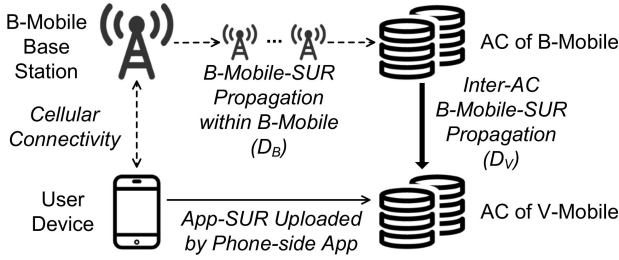 B-Mobile
Base
Station
...
AC of B-Mobile
B-Mobile-SUR
Propagation
within B-Mobile
(D_B)
Inter-AC
B-Mobile-SUR
Propagation
(D_V)
Cellular
Connectivity
User
Device
App-SUR Uploaded
by Phone-side App
AC of V-Mobile